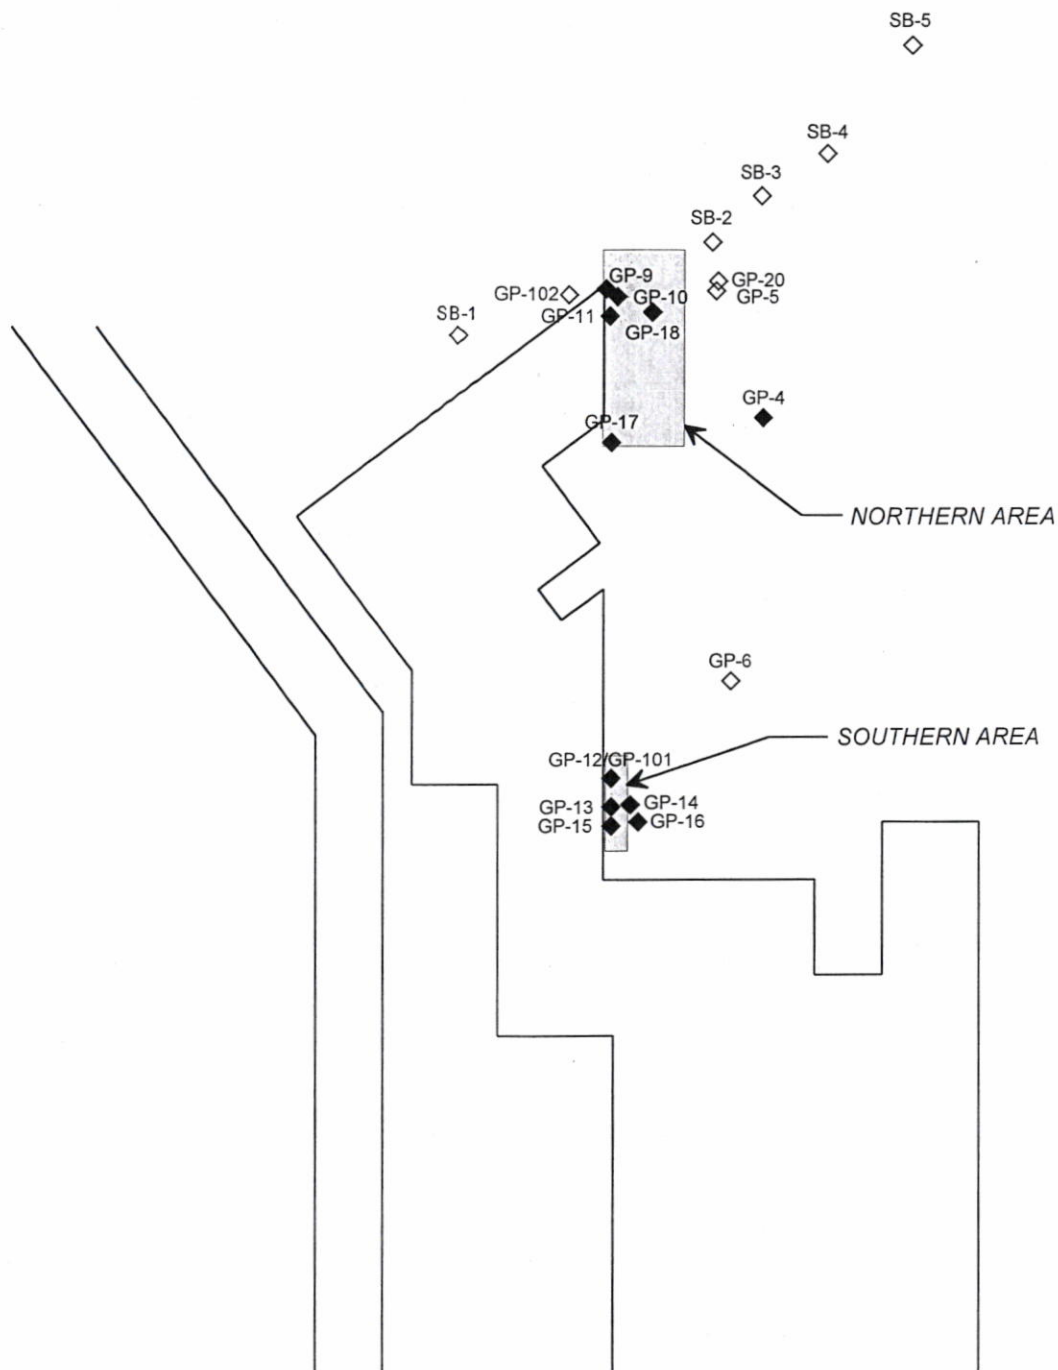 SB-5
SB-4
SB-3
SB-2
GP-9
GP-20
GP-102
GP-10
GP-5
SB-1
GP-11
GP-18
GP-4
GP-17
NORTHERN AREA
GP-6
SOUTHERN AREA
GP-12/GP-101
GP-13
GP-14
GP-15
GP-16